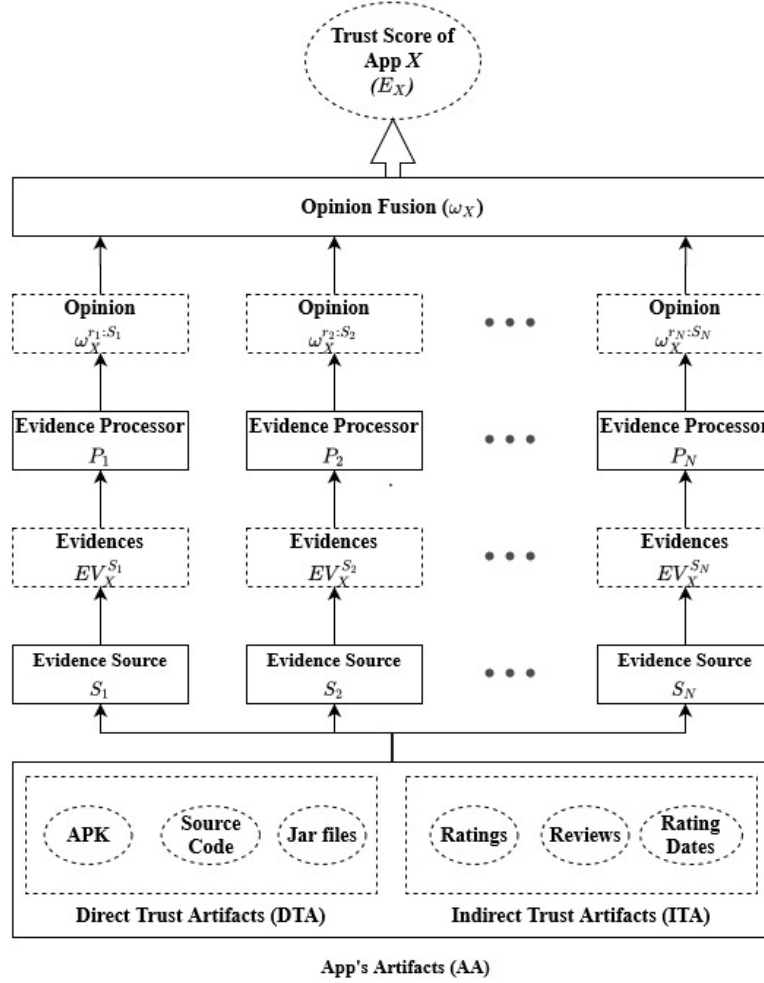 Trust Score of
App X
(E_X)
Opinion Fusion (ω_X)
Opinion
ω_X^{r_1:S_1}
Opinion
ω_X^{r_2:S_2}
Opinion
ω_X^{r_N:S_N}
Evidence Processor
P_1
Evidence Processor
P_2
Evidence Processor
P_N
Evidences
EV_X^{S_1}
Evidences
EV_X^{S_2}
Evidences
EV_X^{S_N}
Evidence Source
S_1
Evidence Source
S_2
Evidence Source
S_N
APK
Source
Code
Jar files
Ratings
Reviews
Rating
Dates
Direct Trust Artifacts (DTA)
Indirect Trust Artifacts (ITA)
App's Artifacts (AA)